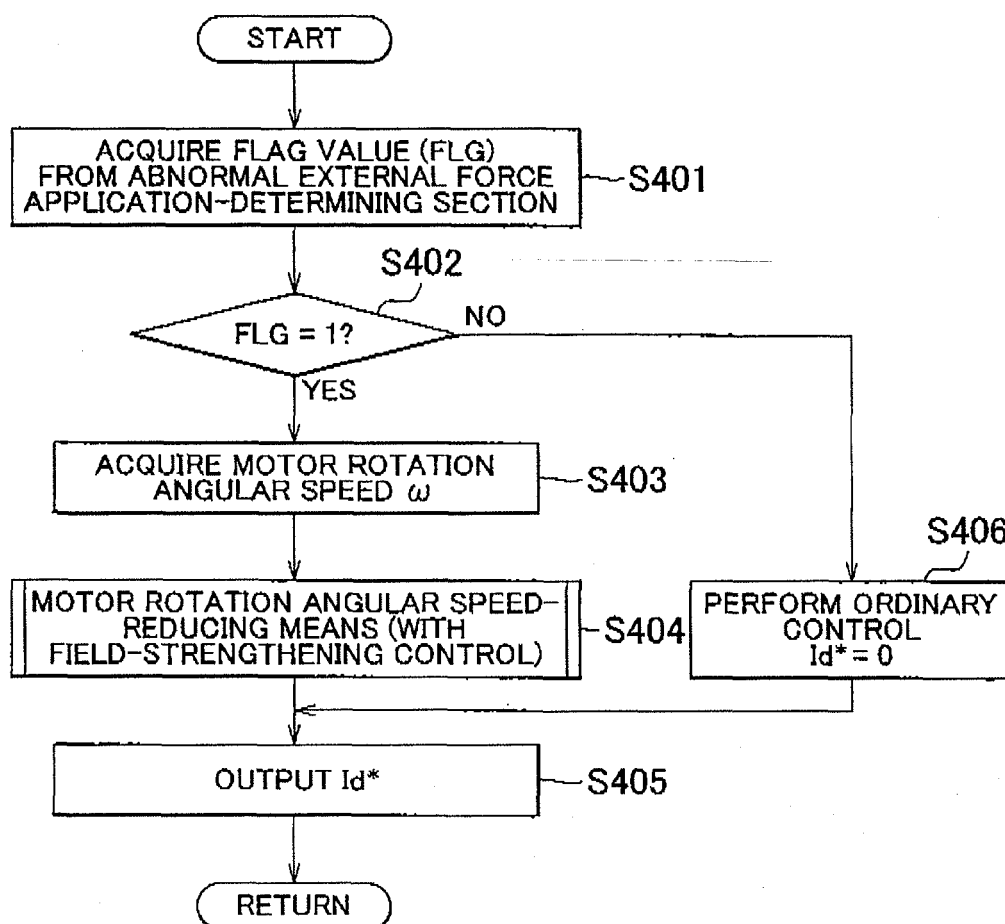 START
ACQUIRE FLAG VALUE (FLG)
FROM ABNORMAL EXTERNAL FORCE
APPLICATION-DETERMINING SECTION
S401
S402
FLG = 1?
NO
YES
ACQUIRE MOTOR ROTATION
ANGULAR SPEED ω
S403
MOTOR ROTATION ANGULAR SPEED-
REDUCING MEANS (WITH
FIELD-STRENGTHENING CONTROL)
S404
S406
PERFORM ORDINARY
CONTROL
Id* = 0
OUTPUT Id*
S405
RETURN